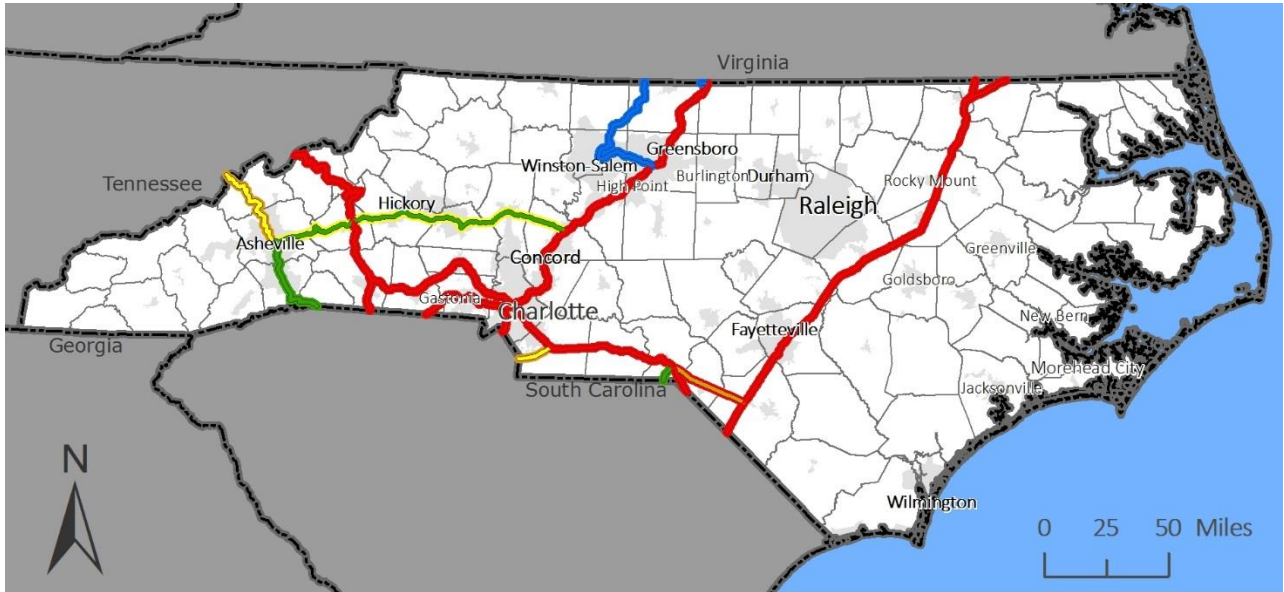 Virginia
Tennessee
Winston-Salem
Greensboro
High Point
Burlington
Durham
Rocky Mount
Hickory
Raleigh
Asheville
Concord
Greenville
Goldsboro
Gastonia
Charlotte
Fayetteville
New Bern
Georgia
South Carolina
Morehead City
Jacksonville
N
Wilmington
0 25 50 Miles